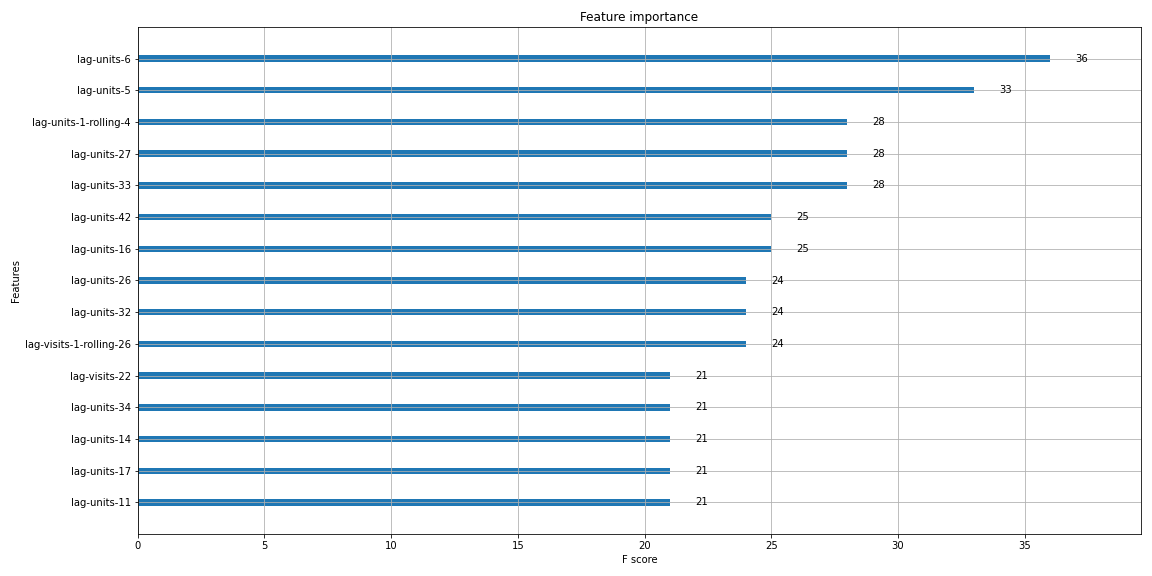 Feature importance
Features
lag-units-6 36
lag-units-5 33
lag-units-1-rolling-4 28
lag-units-27 28
lag-units-33 28
lag-units-42 25
lag-units-16 25
lag-units-26 24
lag-units-32 24
lag-visits-1-rolling-26 24
lag-visits-22 21
lag-units-34 21
lag-units-14 21
lag-units-17 21
lag-units-11 21
0 5 10 15 20 25 30 35
F score